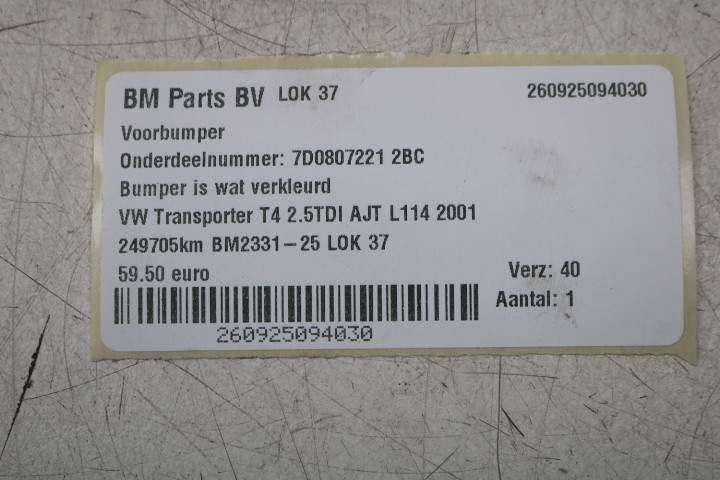 BM Parts BV LOK 37 260925094030
Voorbumper
Onderdeelnummer: 7D0807221 2BC
Bumper is wat verkleurd
VW Transporter T4 2.5TDI AJT L114 2001
249705km BM2331-25 LOK 37
59.50 euro Verz: 40
Aantal: 1
260925094030